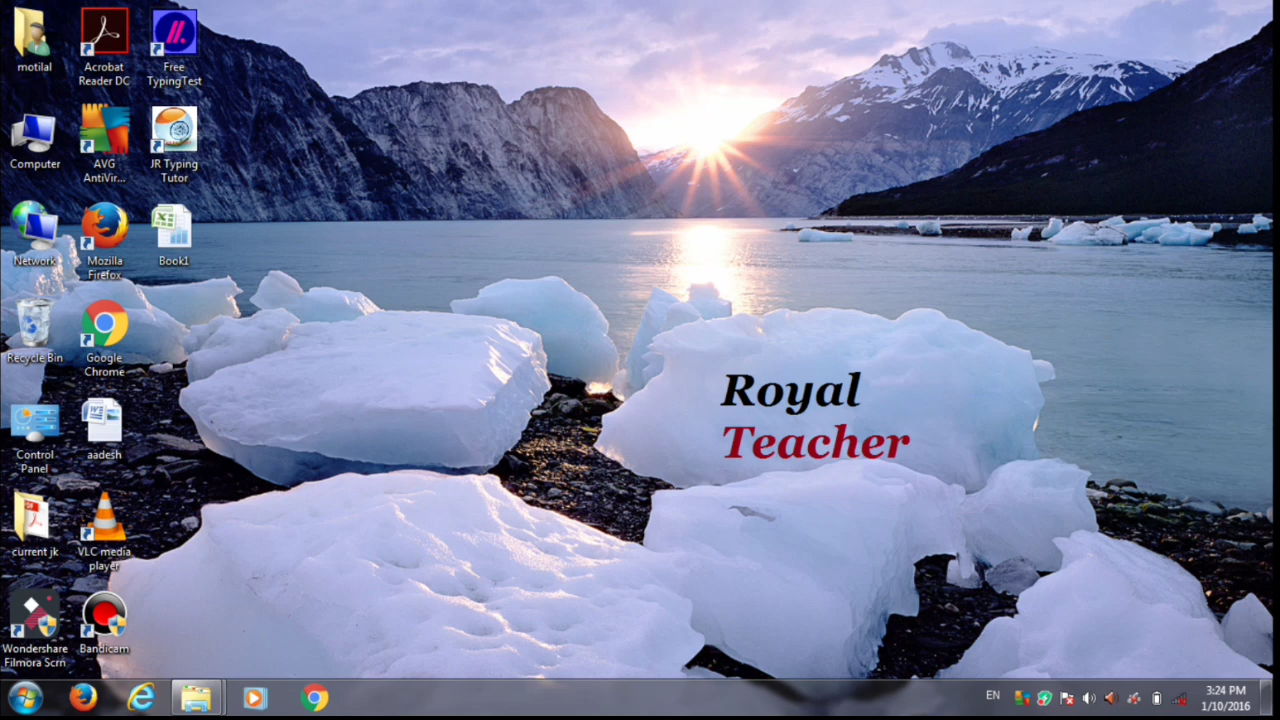 motilal
Acrobat
Reader DC
Free
TypingTest
Computer
AVG
AntiVir...
JR Typing
Tutor
Network
Mozilla
Firefox
Book1
Recycle Bin
Google
Chrome
Control
Panel
aadesh
current jk
VLC media
player
Wondershare
Filmora Scrn
Bandicam
Royal
Teacher
EN
3:24 PM
1/10/2016